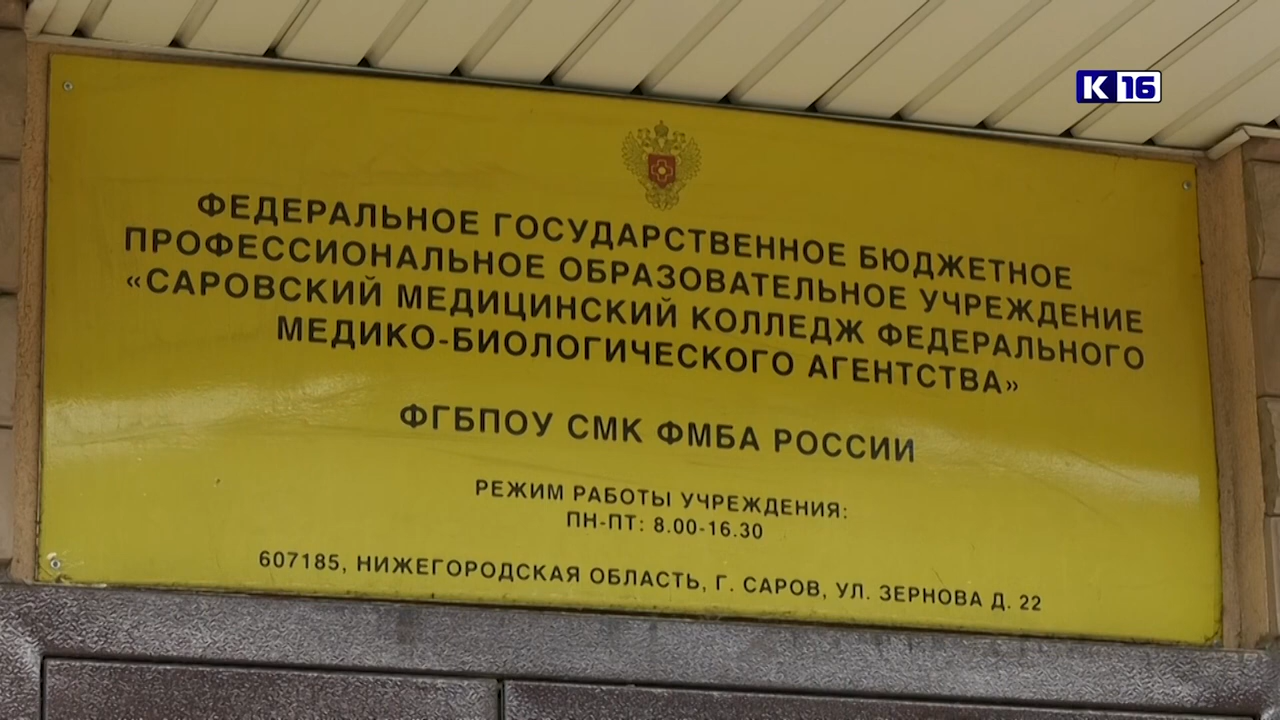 К 16
ФЕДЕРАЛЬНОЕ ГОСУДАРСТВЕННОЕ БЮДЖЕТНОЕ
ПРОФЕССИОНАЛЬНОЕ ОБРАЗОВАТЕЛЬНОЕ УЧРЕЖДЕНИЕ
«САРОВСКИЙ МЕДИЦИНСКИЙ КОЛЛЕДЖ ФЕДЕРАЛЬНОГО
МЕДИКО-БИОЛОГИЧЕСКОГО АГЕНТСТВА»
ФГБПОУ СМК ФМБА РОССИИ
РЕЖИМ РАБОТЫ УЧРЕЖДЕНИЯ:
ПН-ПТ: 8.00-16.30
607185, НИЖЕГОРОДСКАЯ ОБЛАСТЬ, Г. САРОВ, УЛ. ЗЕРНОВА Д. 22